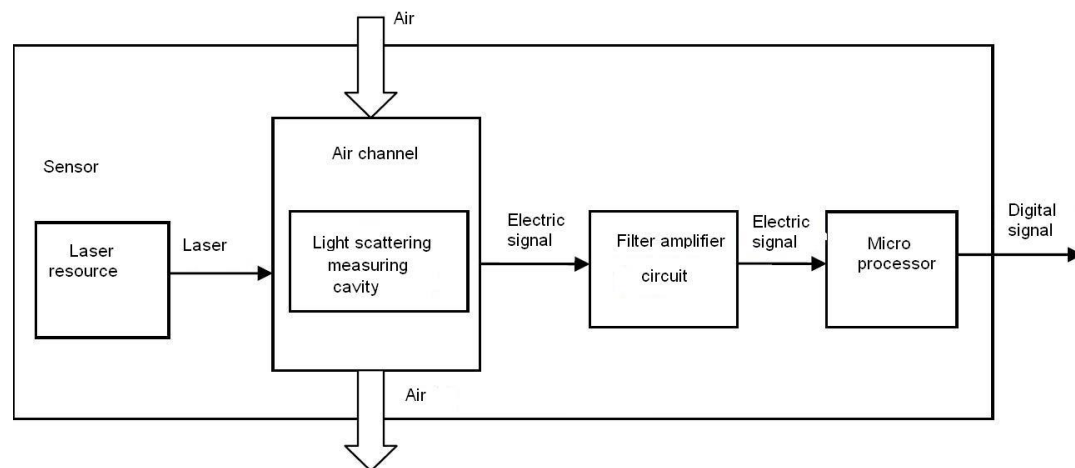 Air
Sensor
Laser
resource
Laser
Air channel
Light scattering
measuring
cavity
Electric
signal
Filter amplifier
circuit
Electric
signal
Micro
processor
Digital
signal
Air